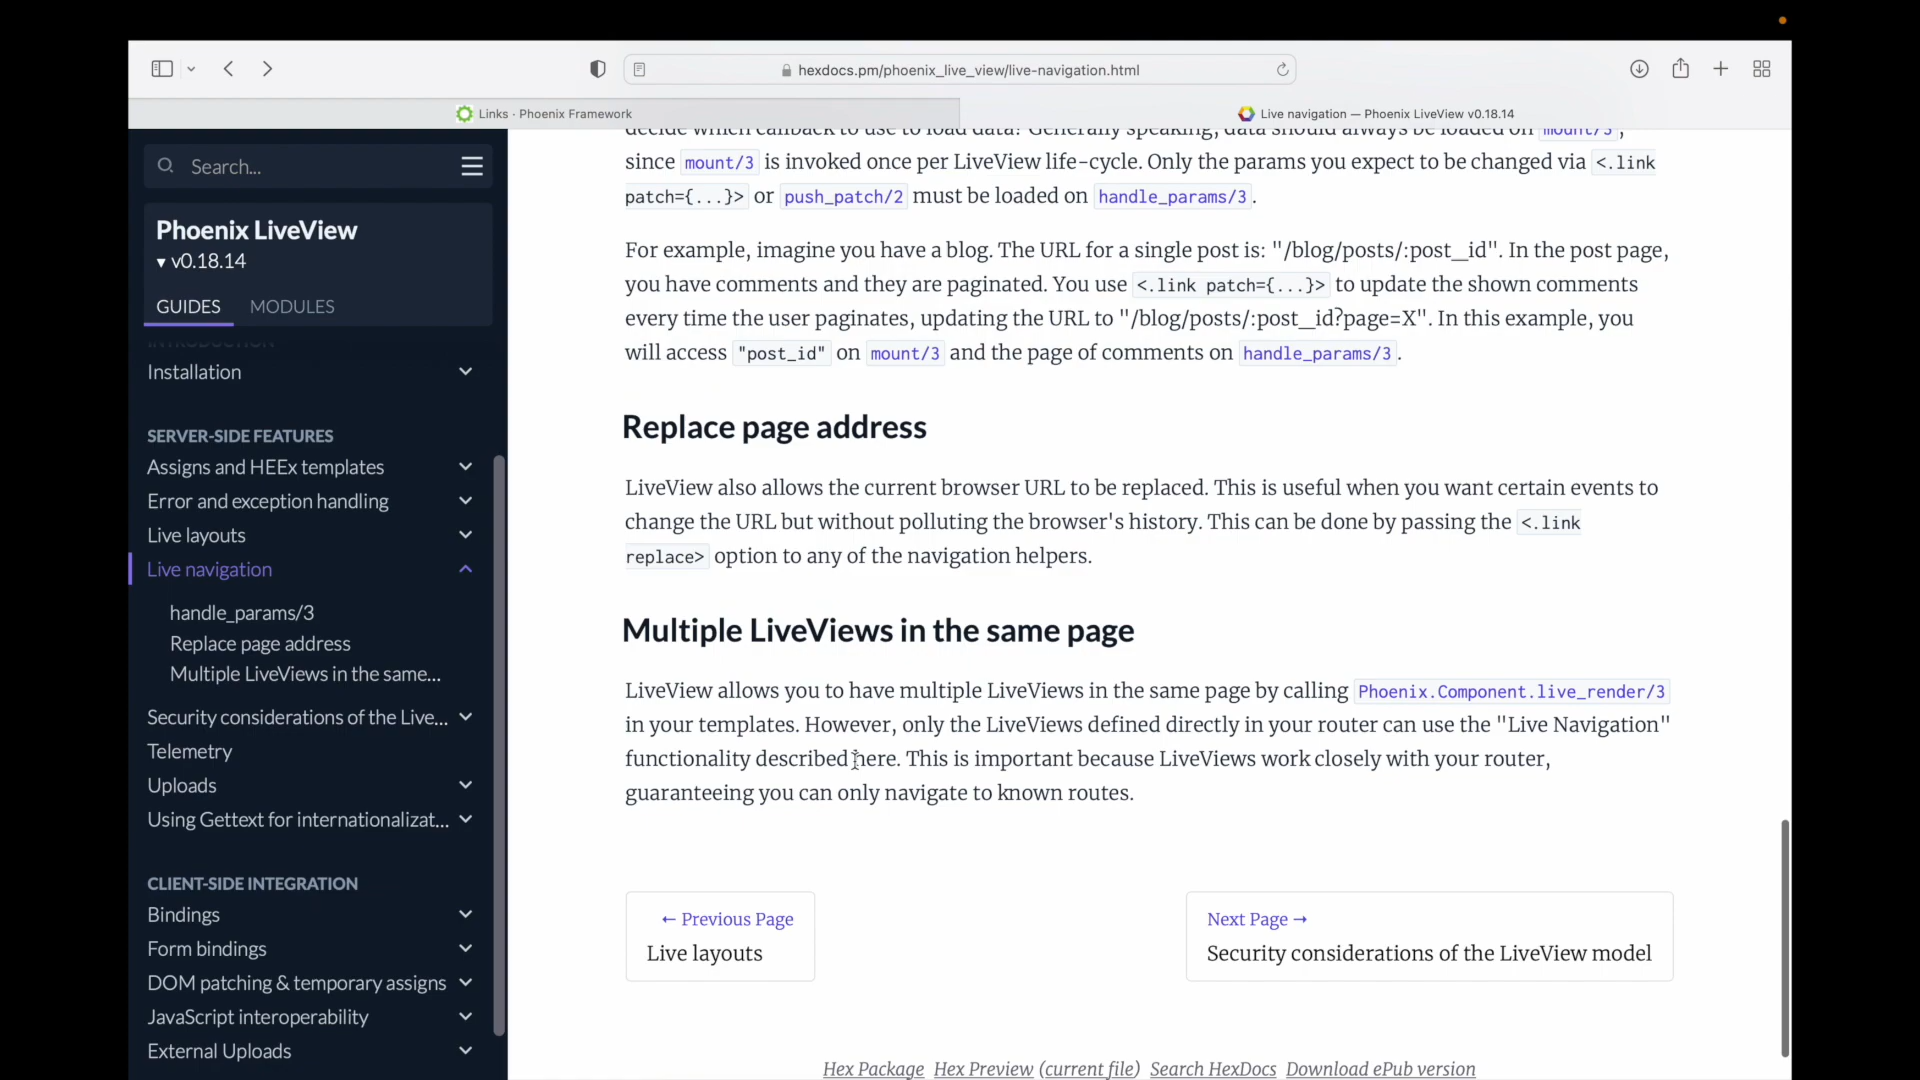 hexdocs.pm/phoenix_live_view/live-navigation.html
Links · Phoenix Framework
Live navigation — Phoenix LiveView v0.18.14
Search...
Phoenix LiveView
v0.18.14
GUIDES
MODULES
INTRODUCTION
Installation
SERVER-SIDE FEATURES
Assigns and HEEx templates
Error and exception handling
Live layouts
Live navigation
handle_params/3
Replace page address
Multiple LiveViews in the same...
Security considerations of the Live...
Telemetry
Uploads
Using Gettext for internationalizat...
CLIENT-SIDE INTEGRATION
Bindings
Form bindings
DOM patching & temporary assigns
JavaScript interoperability
External Uploads
decide which callback to use to load data? Generally speaking, data should always be loaded on mount/3,
since mount/3 is invoked once per LiveView life-cycle. Only the params you expect to be changed via <.link
patch={...}> or push_patch/2 must be loaded on handle_params/3.
For example, imagine you have a blog. The URL for a single post is: "/blog/posts/:post_id". In the post page,
you have comments and they are paginated. You use <.link patch={...}> to update the shown comments
every time the user paginates, updating the URL to "/blog/posts/:post_id?page=X". In this example, you
will access "post_id" on mount/3 and the page of comments on handle_params/3.
Replace page address
LiveView also allows the current browser URL to be replaced. This is useful when you want certain events to
change the URL but without polluting the browser's history. This can be done by passing the <.link
replace> option to any of the navigation helpers.
Multiple LiveViews in the same page
LiveView allows you to have multiple LiveViews in the same page by calling Phoenix.Component.live_render/3
in your templates. However, only the LiveViews defined directly in your router can use the "Live Navigation"
functionality described here. This is important because LiveViews work closely with your router,
guaranteeing you can only navigate to known routes.
← Previous Page
Live layouts
Next Page →
Security considerations of the LiveView model
Hex Package Hex Preview (current file) Search HexDocs Download ePub version